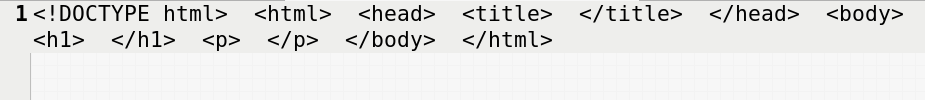 1 <!DOCTYPE html>  <html>  <head>  <title>  </title>  </head>  <body>
<h1>  </h1>  <p>  </p>  </body>  </html>